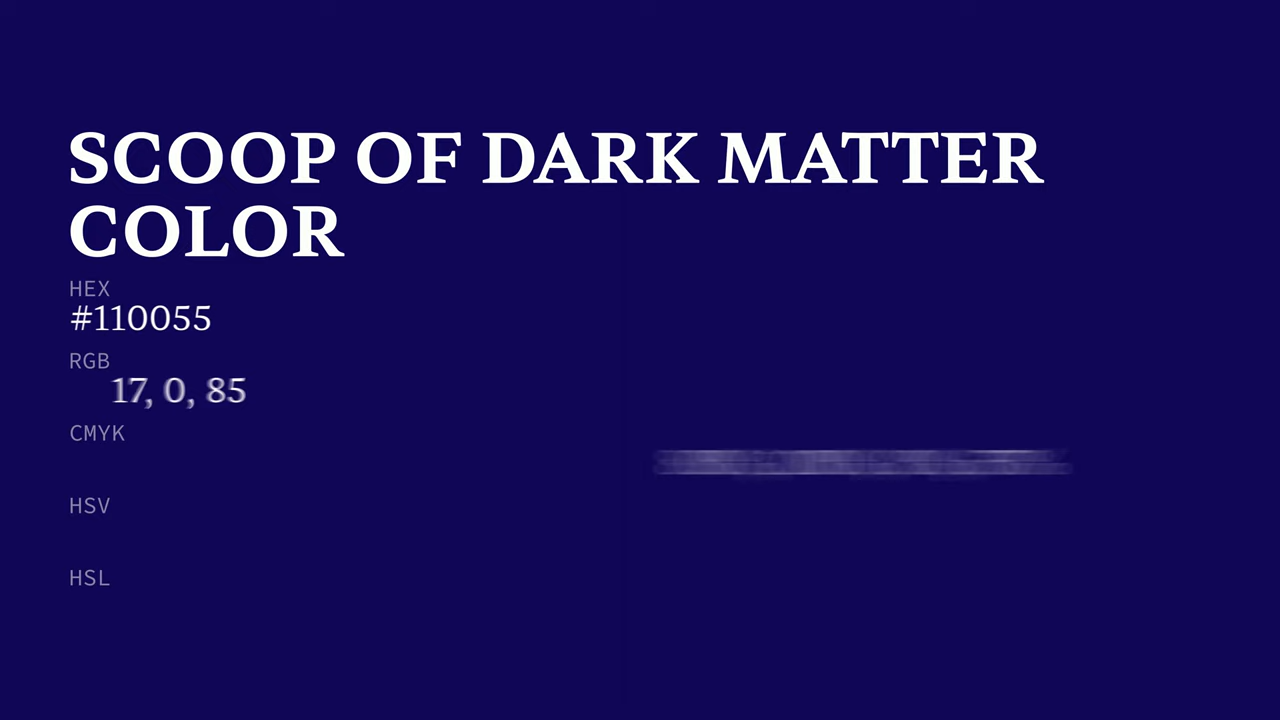 SCOOP OF DARK MATTER
COLOR
HEX
#110055
RGB
17, 0, 85
CMYK
HSV
HSL